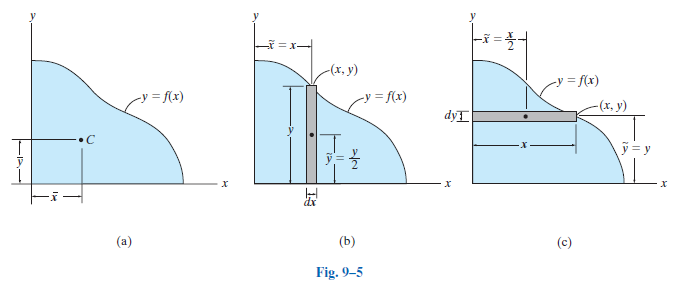 y
y = f(x)
C
ȳ
x̄
x
(a)
y
x̃ = x
(x, y)
y = f(x)
y
ỹ = y/2
x
dx
(b)
y
x̃ = x/2
y = f(x)
(x, y)
dy
x
ỹ = y
x
(c)
Fig. 9–5